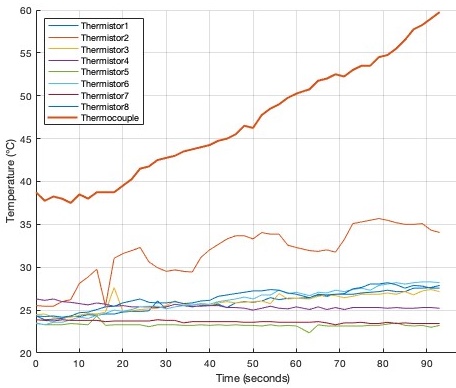 60
55
50
45
40
35
30
25
20
Temperature (°C)
Thermistor1
Thermistor2
Thermistor3
Thermistor4
Thermistor5
Thermistor6
Thermistor7
Thermistor8
Thermocouple
0 10 20 30 40 50 60 70 80 90
Time (seconds)